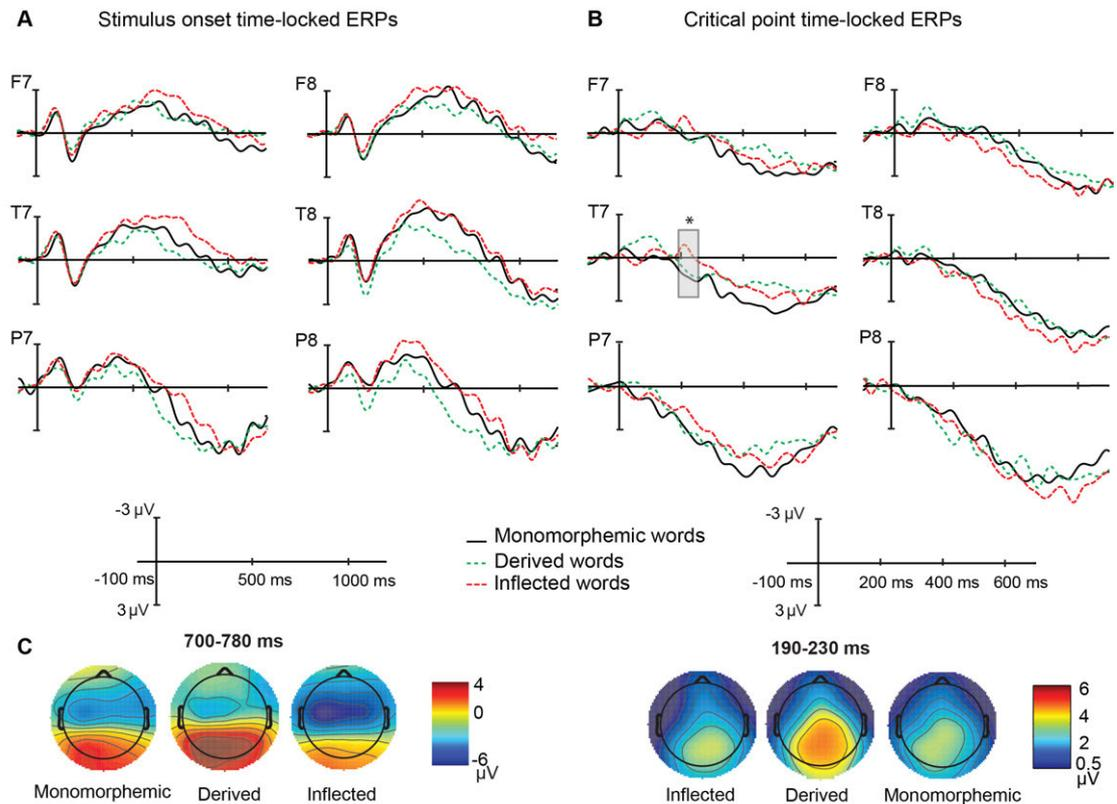 A Stimulus onset time-locked ERPs
B Critical point time-locked ERPs
F7 F8 F7 F8
T7 T8 T7 T8
*
P7 P8 P7 P8
-3 µV
-100 ms 500 ms 1000 ms
3 µV
Monomorphemic words
Derived words
Inflected words
-3 µV
-100 ms 200 ms 400 ms 600 ms
3 µV
C
700-780 ms
4
0
-6
µV
Monomorphemic Derived Inflected
190-230 ms
6
4
2
0.5
µV
Inflected Derived Monomorphemic